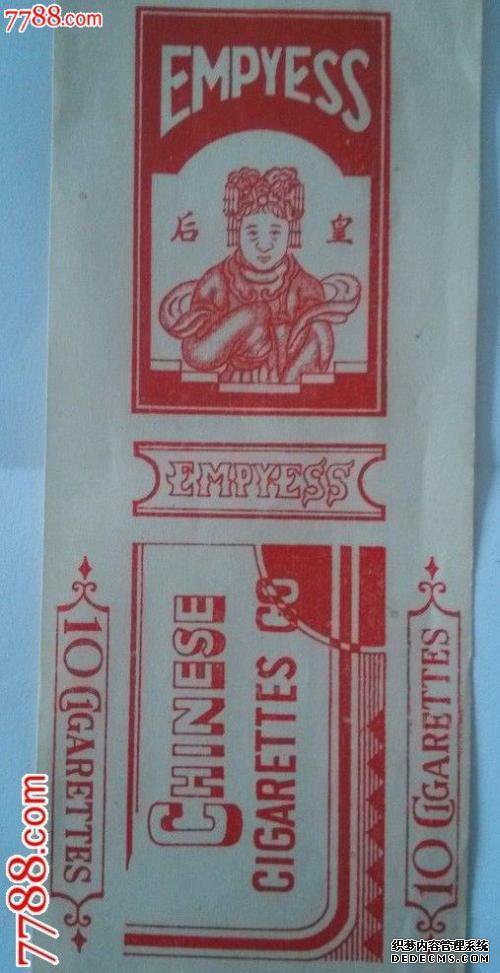 7788.com
EMPYESS
后 皇
EMPYESS
CHINESE
CIGARETTES CO
10 CIGARETTES
10 CIGARETTES
7788.com
织梦内容管理系统
DEDECMS.COM